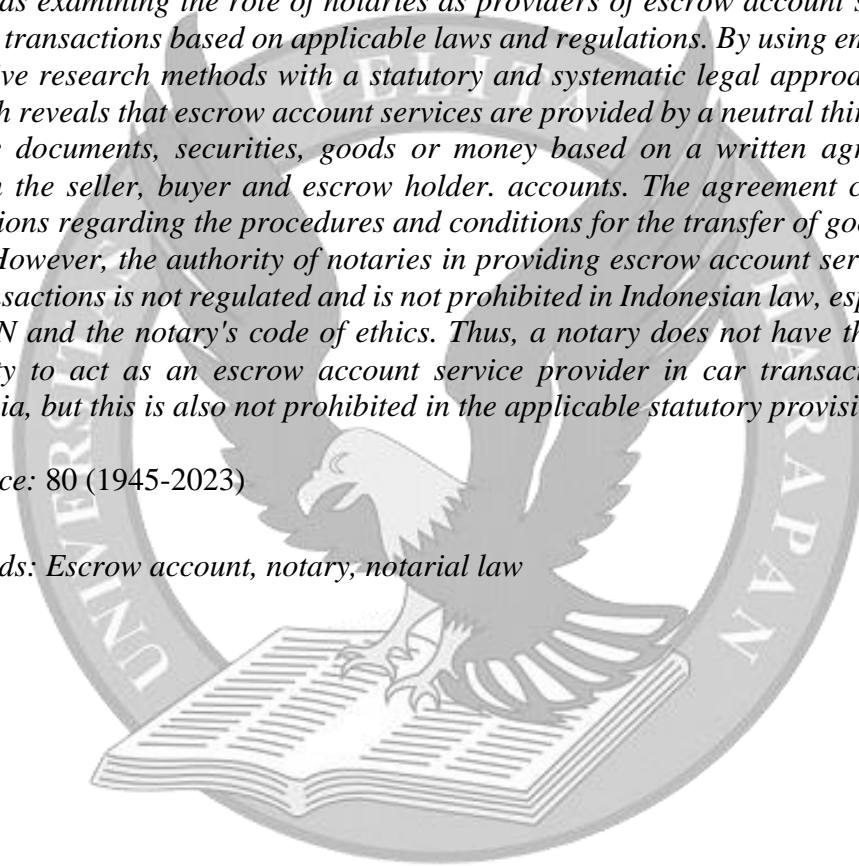 as examining the role of notaries as providers of escrow account s
transactions based on applicable laws and regulations. By using em
ve research methods with a statutory and systematic legal approa
h reveals that escrow account services are provided by a neutral thir
documents, securities, goods or money based on a written agr
n the seller, buyer and escrow holder. accounts. The agreement c
ions regarding the procedures and conditions for the transfer of goo
However, the authority of notaries in providing escrow account ser
nsactions is not regulated and is not prohibited in Indonesian law, esp
N and the notary's code of ethics. Thus, a notary does not have th
ty to act as an escrow account service provider in car transac
ia, but this is also not prohibited in the applicable statutory provisi
ce: 80 (1945-2023)
ds: Escrow account, notary, notarial law
UNIVERSITAS PELITA HARAPAN